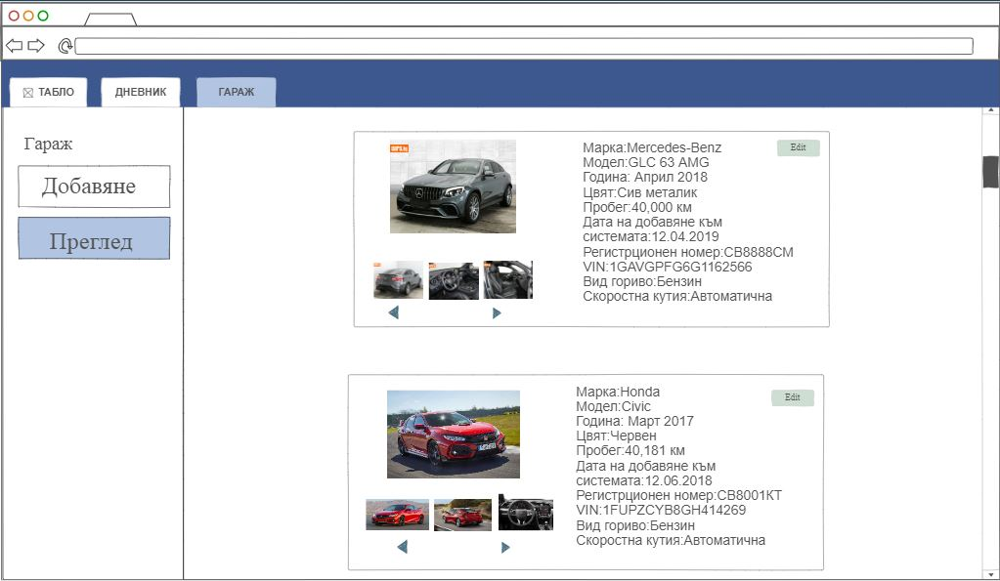 ТАБЛО
ДНЕВНИК
ГАРАЖ
Гараж
Добавяне
Преглед
Марка:Mercedes-Benz
Модел:GLC 63 AMG
Година: Април 2018
Цвят:Сив металик
Пробег:40,000 км
Дата на добавяне към
системата:12.04.2019
Регистрционен номер:CB8888CM
VIN:1GAVGPFG6G1162566
Вид гориво:Бензин
Скоростна кутия:Автоматична
Edit
Марка:Honda
Модел:Civic
Година: Март 2017
Цвят:Червен
Пробег:40,181 км
Дата на добавяне към
системата:12.06.2018
Регистрционен номер:CB8001KT
VIN:1FUPZCYB8GH414269
Вид гориво:Бензин
Скоростна кутия:Автоматична
Edit